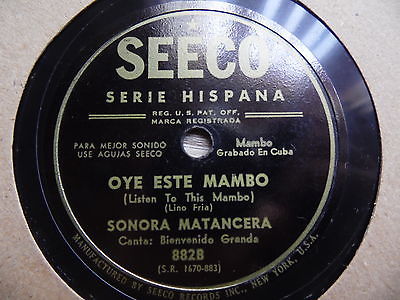 SEECO
SERIE HISPANA
REG. U.S. PAT. OFF.
MARCA REGISTRADA
PARA MEJOR SONIDO
USE AGUJAS SEECO
Mambo
Grabado En Cuba
OYE ESTE MAMBO
(Listen To This Mambo)
(Lino Fria)
SONORA MATANCERA
Canta: Bienvenido Granda
882B
(S.R. 1670-883)
MANUFACTURED BY SEECO RECORDS INC., NEW YORK, U.S.A.